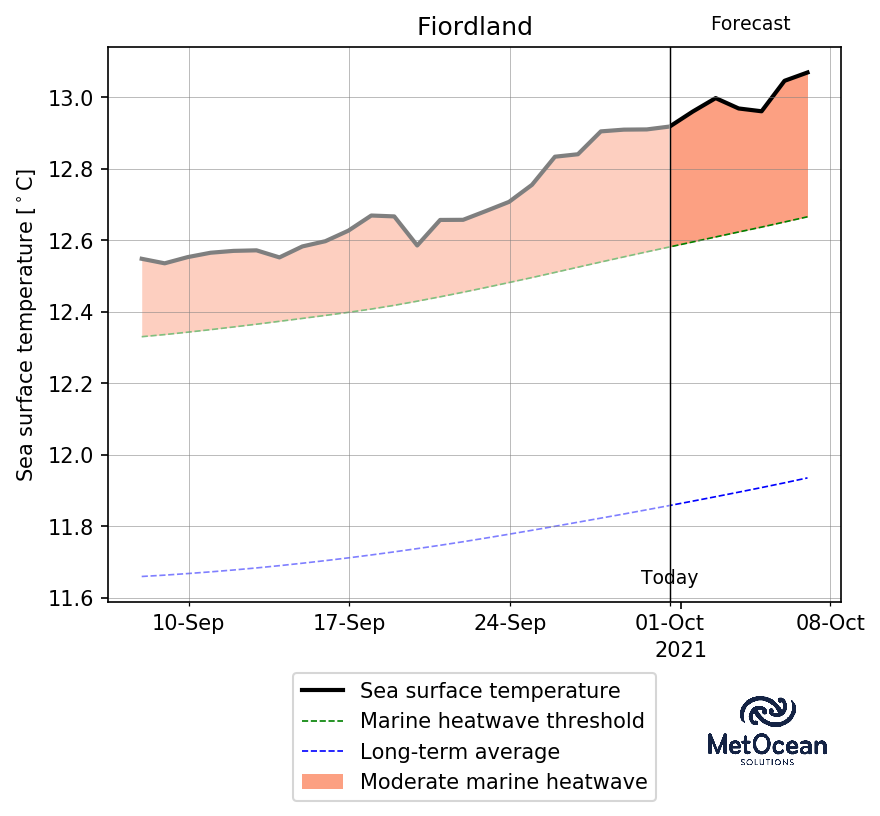 Fiordland
Forecast
Sea surface temperature [°C]
13.0
12.8
12.6
12.4
12.2
12.0
11.8
11.6
Today
10-Sep 17-Sep 24-Sep 01-Oct 08-Oct
2021
Sea surface temperature
Marine heatwave threshold
Long-term average
Moderate marine heatwave
MetOcean
SOLUTIONS